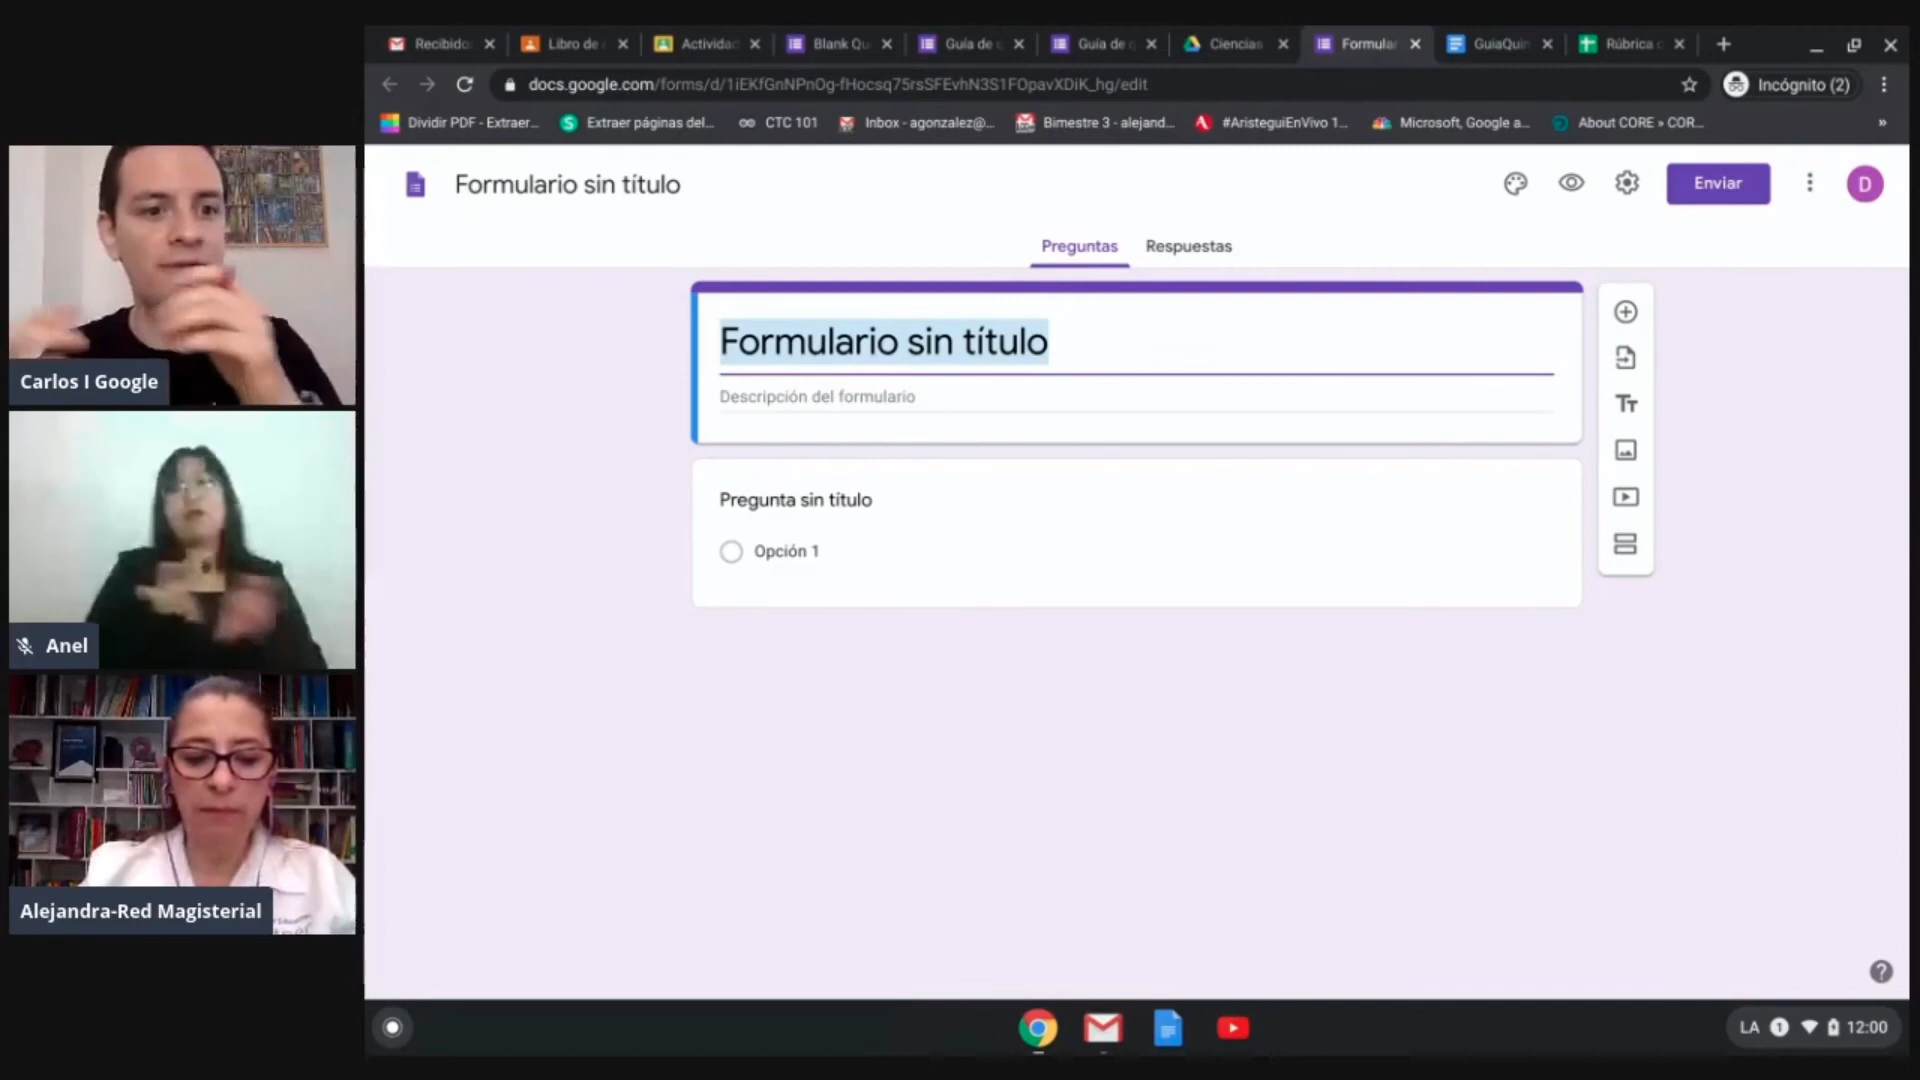 Recibido
Libro de
Activida
Blank Qu
Guía de
Guía de
Ciencias
Formular
GuiaQuin
Rúbrica
docs.google.com/forms/d/1iEKfGnNPnOg-fHocsq75rsSFEvhN3S1FOpavXDiK_hg/edit
Incógnito (2)
Dividir PDF - Extraer...
Extraer páginas del...
CTC 101
Inbox - agonzalez@...
Bimestre 3 - alejand...
#AristeguiEnVivo 1...
Microsoft, Google a...
About CORE » COR...
Formulario sin título
Enviar
D
Preguntas
Respuestas
Formulario sin título
Descripción del formulario
Pregunta sin título
Opción 1
Carlos I Google
Anel
Alejandra-Red Magisterial
LA
1
12:00